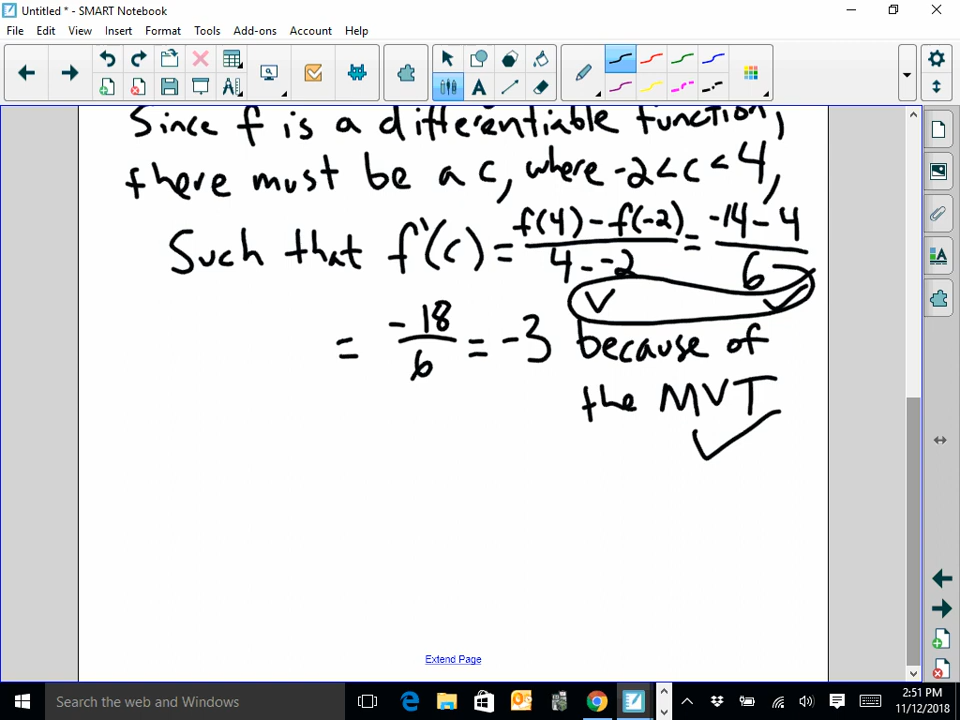 Untitled * - SMART Notebook
File Edit View Insert Format Tools Add-ons Account Help
Since f is a differentiable function,
there must be a c, where -2<c<4,
Such that f'(c) = f(4) - f(-2) / 4 - -2 = -14 - 4 / 6
= -18 / 6 = -3 because of
the MVT
Extend Page
Search the web and Windows
2:51 PM
11/12/2018